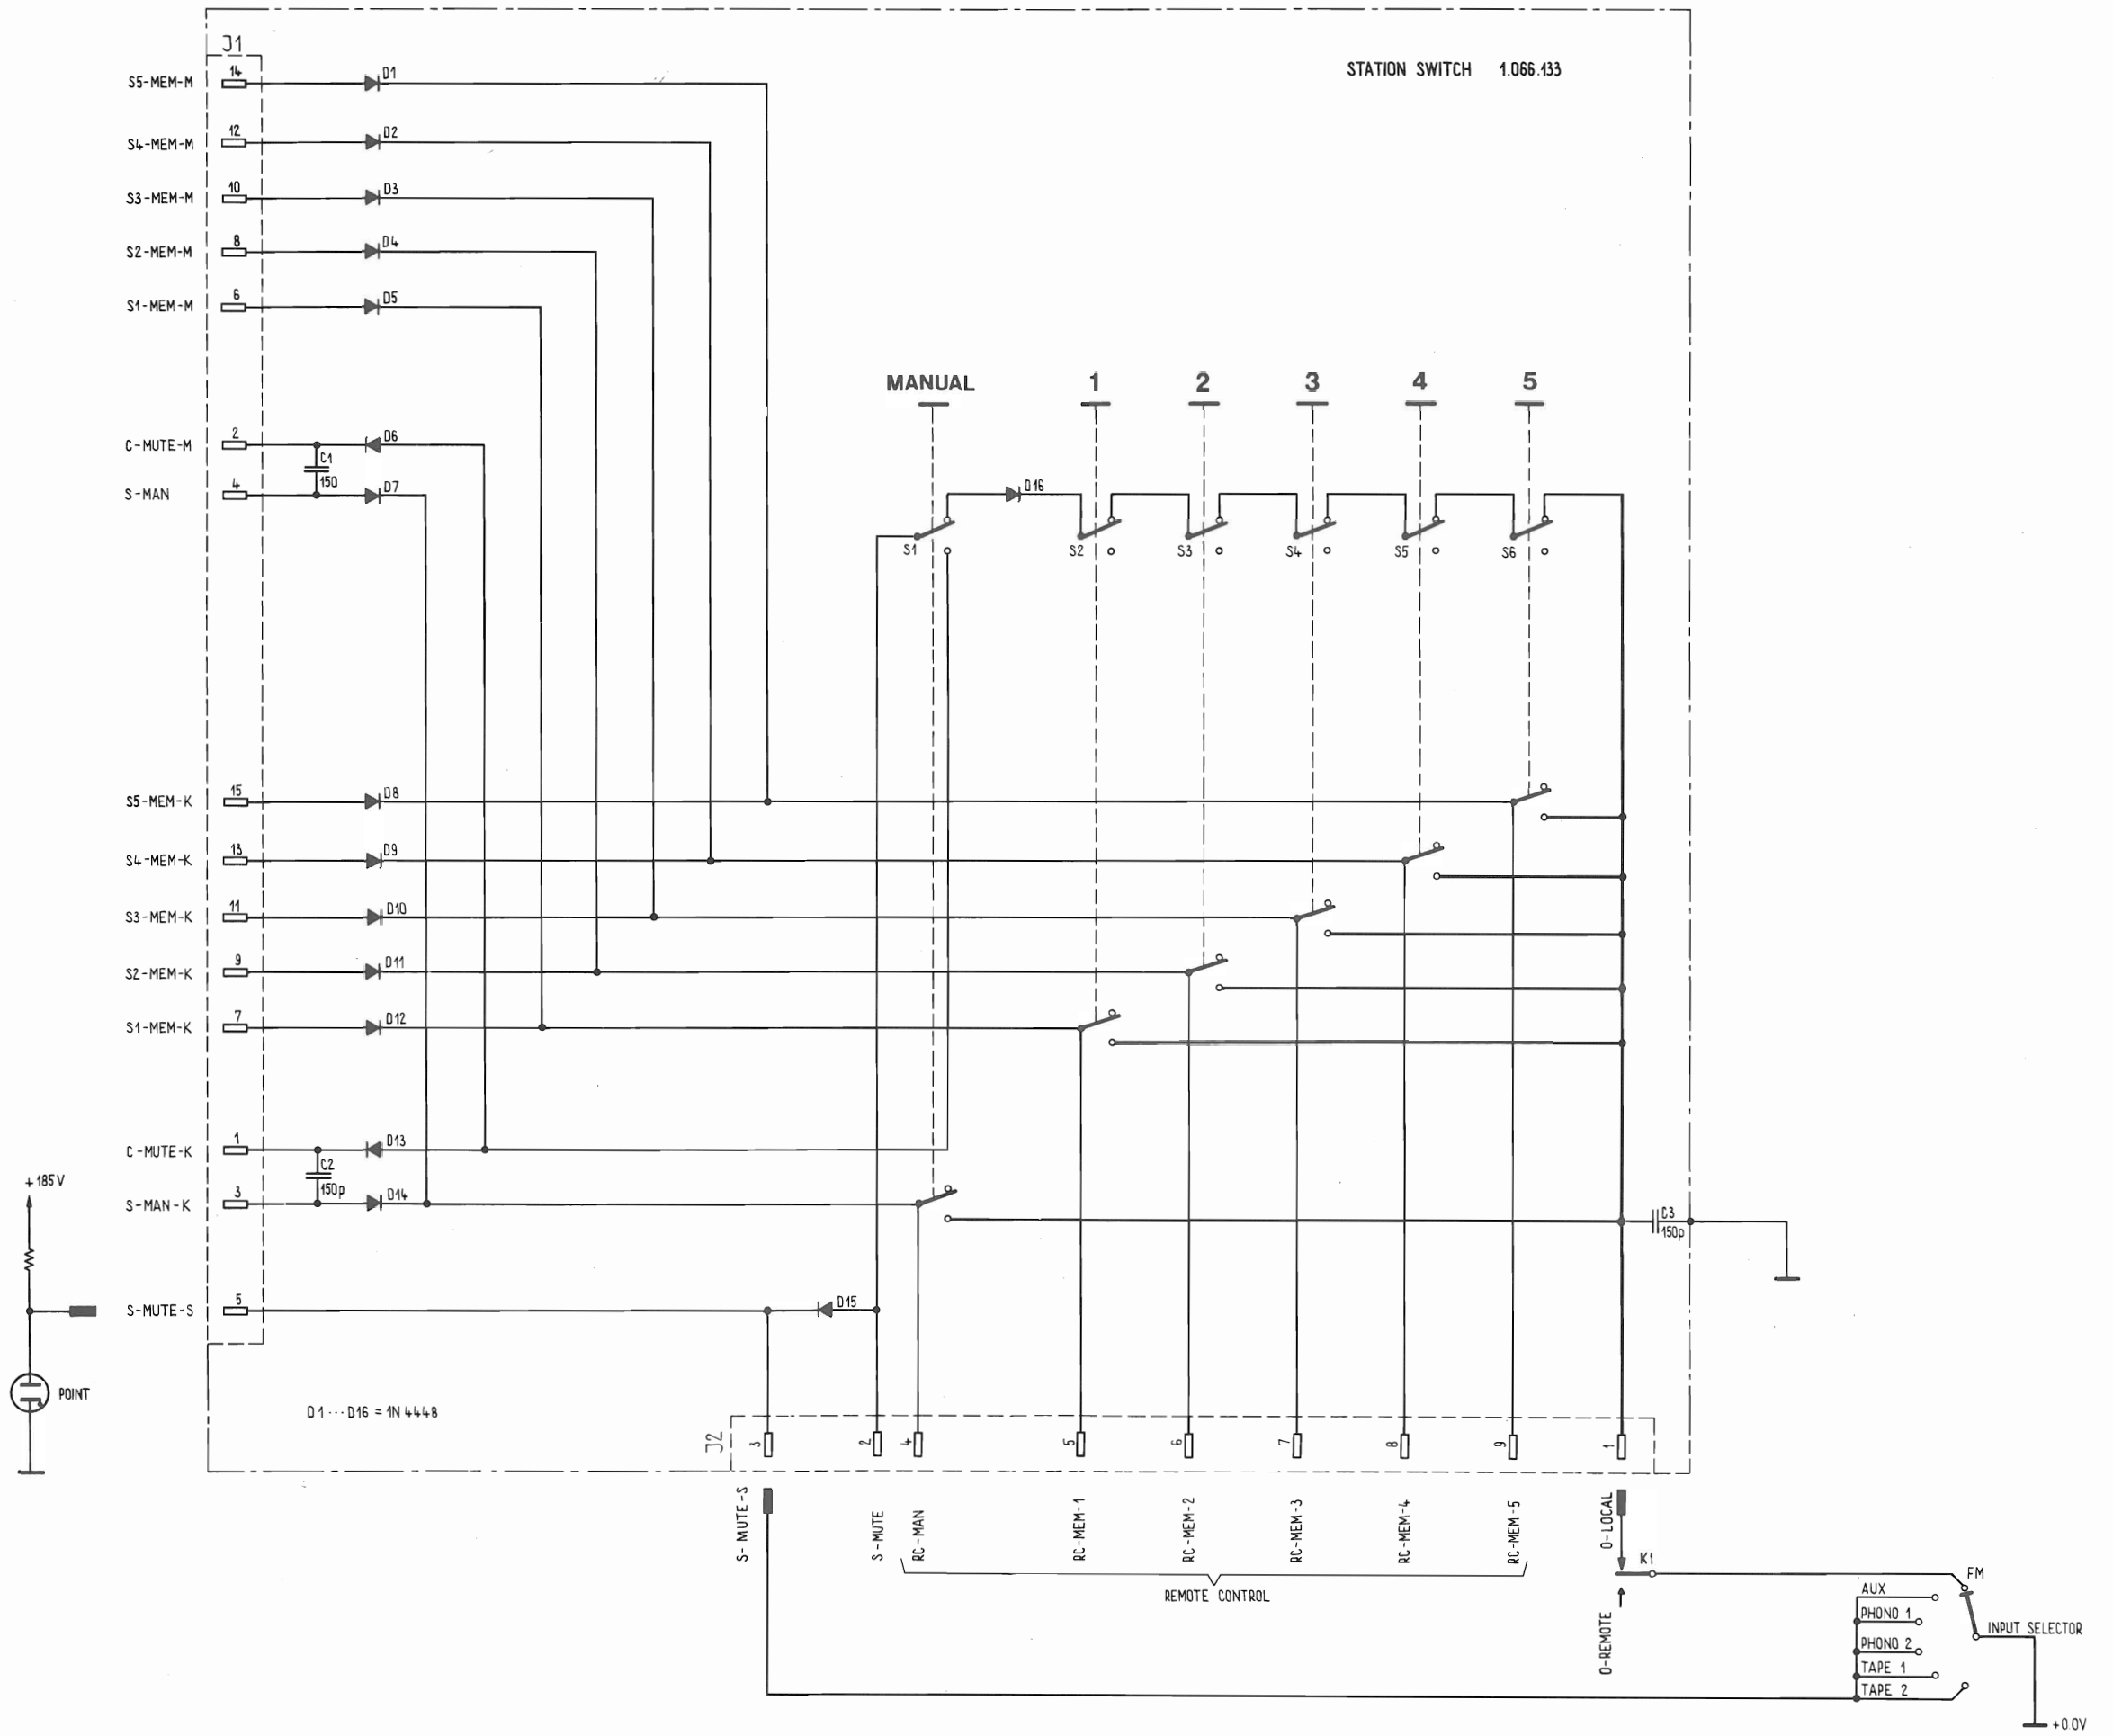 J1
STATION SWITCH 1.066.133
S5-MEM-M 14 D1
S4-MEM-M 12 D2
S3-MEM-M 10 D3
S2-MEM-M 8 D4
S1-MEM-M 6 D5
MANUAL 1 2 3 4 5
C-MUTE-M 2 D6
C1
150
S-MAN 4 D7
D16
S1 S2 S3 S4 S5 S6
S5-MEM-K 15 D8
S4-MEM-K 13 D9
S3-MEM-K 11 D10
S2-MEM-K 9 D11
S1-MEM-K 7 D12
C-MUTE-K 1 D13
C2
150p
+185V
S-MAN-K 3 D14
C3
150p
S-MUTE-S 5 D15
POINT
D1···D16 = 1N4448
J2
3 2 4 5 6 7 8 9 1
S-MUTE-S
S-MUTE
RC-MAN
RC-MEM-1
RC-MEM-2
RC-MEM-3
RC-MEM-4
RC-MEM-5
O-LOCAL
REMOTE CONTROL
K1
O-REMOTE
FM
AUX
PHONO 1
INPUT SELECTOR
PHONO 2
TAPE 1
TAPE 2
+0.0V